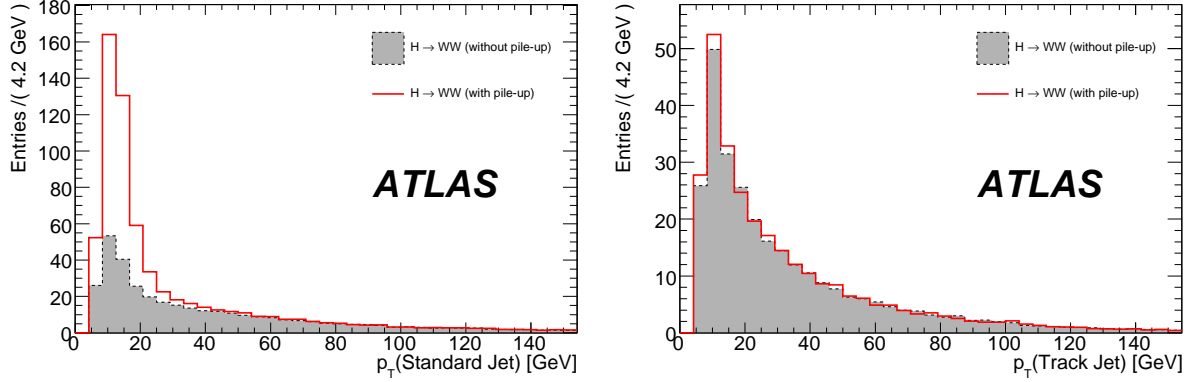 Entries /( 4.2 GeV )
180
160
140
120
100
80
60
40
20
0
H → WW (without pile-up)
H → WW (with pile-up)
ATLAS
0 20 40 60 80 100 120 140
p_T(Standard Jet) [GeV]
Entries /( 4.2 GeV )
50
40
30
20
10
0
H → WW (without pile-up)
H → WW (with pile-up)
ATLAS
0 20 40 60 80 100 120 140
p_T(Track Jet) [GeV]